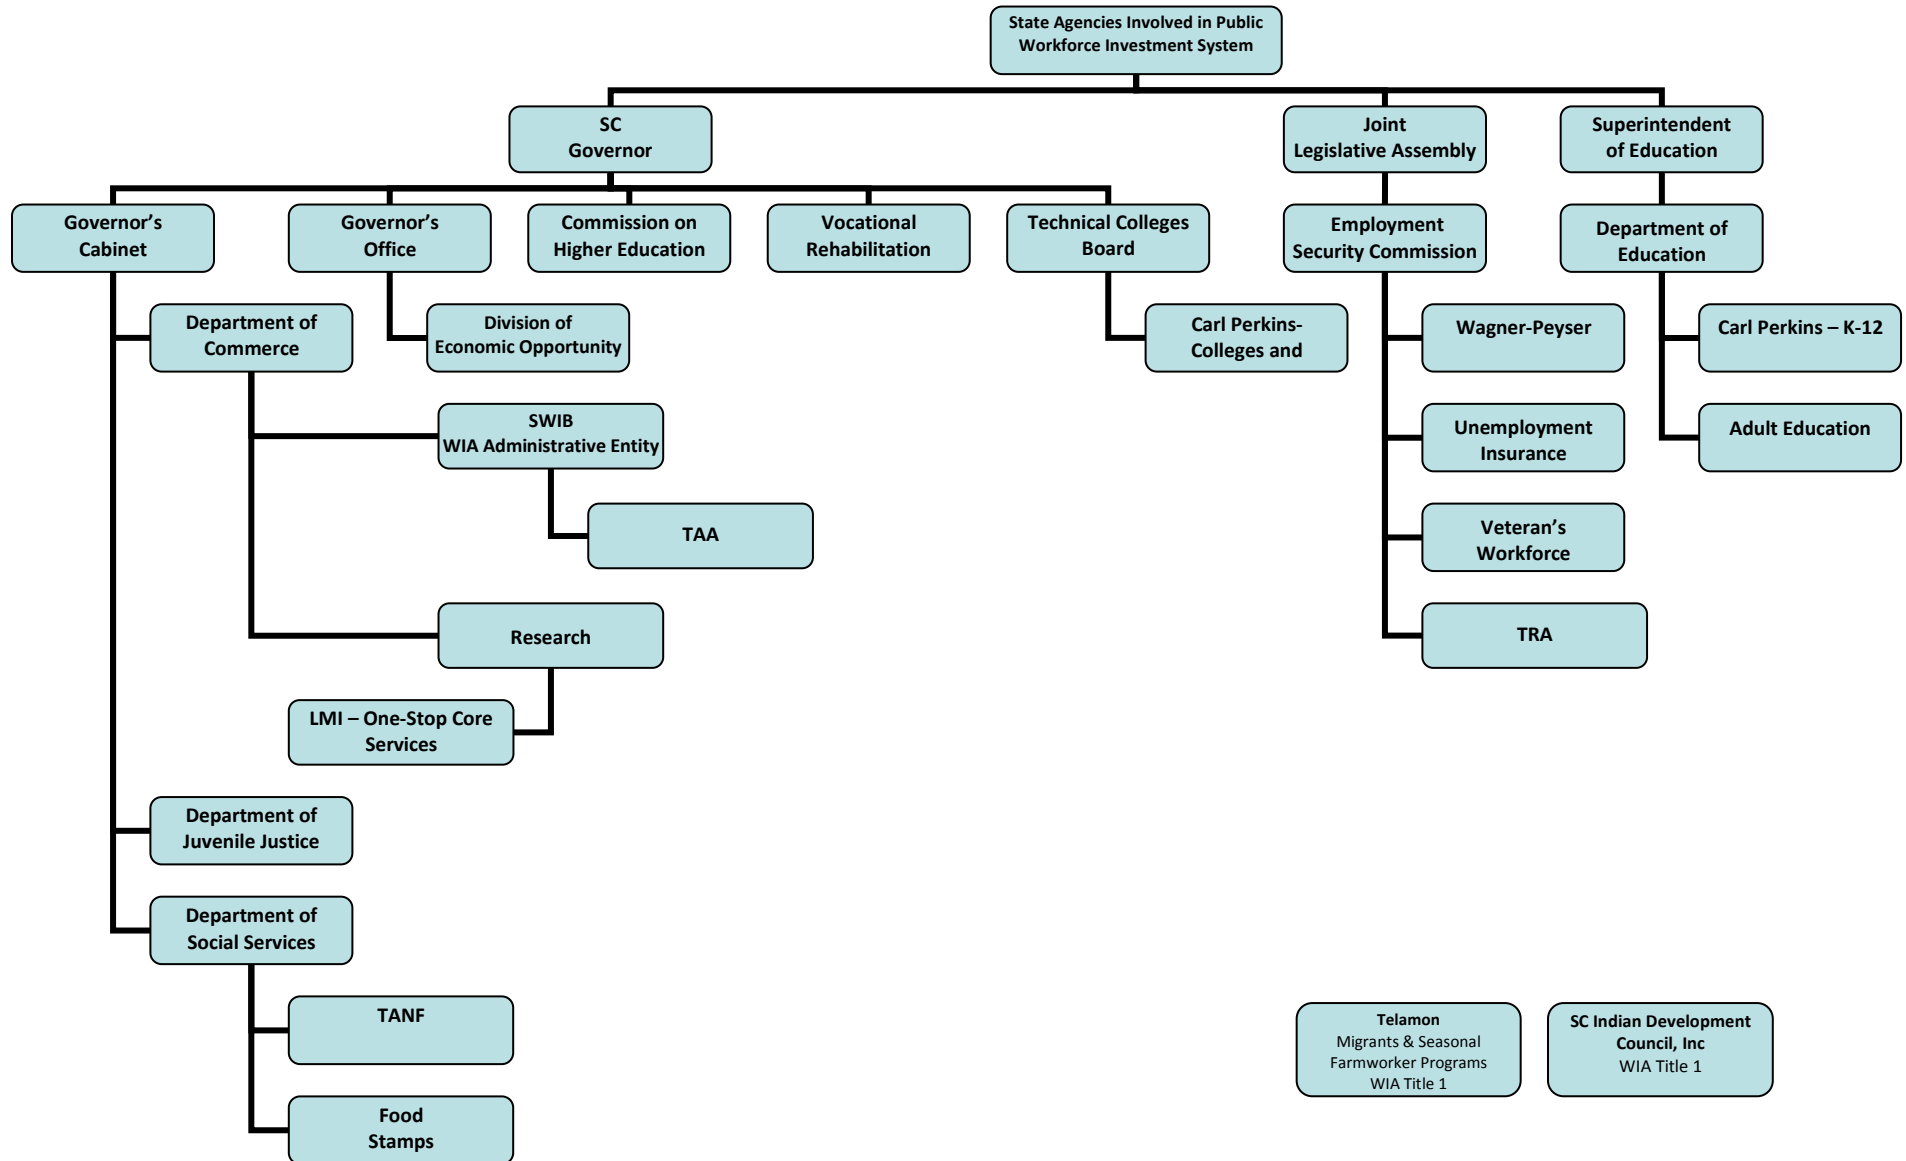 State Agencies Involved in Public
Workforce Investment System
SC
Governor
Joint
Legislative Assembly
Superintendent
of Education
Governor’s
Cabinet
Governor’s
Office
Commission on
Higher Education
Vocational
Rehabilitation
Technical Colleges
Board
Employment
Security Commission
Department of
Education
Department of
Commerce
Division of
Economic Opportunity
Carl Perkins-
Colleges and
Wagner-Peyser
Carl Perkins – K-12
SWIB
WIA Administrative Entity
Unemployment
Insurance
Adult Education
TAA
Veteran’s
Workforce
Research
TRA
LMI – One-Stop Core
Services
Department of
Juvenile Justice
Department of
Social Services
TANF
Telamon
Migrants & Seasonal
Farmworker Programs
WIA Title 1
SC Indian Development
Council, Inc
WIA Title 1
Food
Stamps